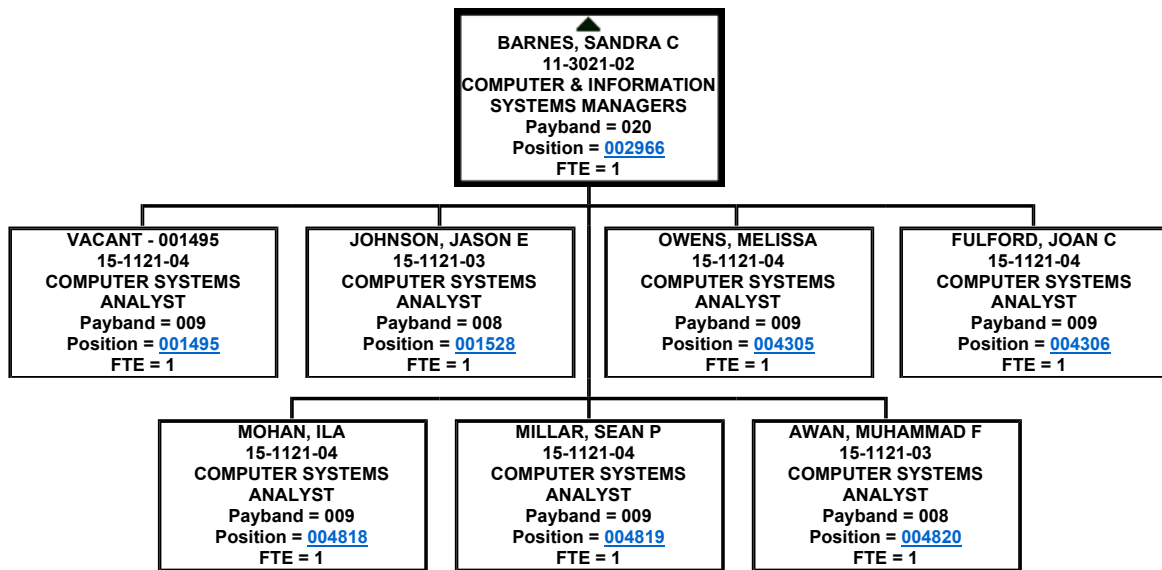 BARNES, SANDRA C
11-3021-02
COMPUTER & INFORMATION
SYSTEMS MANAGERS
Payband = 020
Position = 002966
FTE = 1
VACANT - 001495
15-1121-04
COMPUTER SYSTEMS
ANALYST
Payband = 009
Position = 001495
FTE = 1
JOHNSON, JASON E
15-1121-03
COMPUTER SYSTEMS
ANALYST
Payband = 008
Position = 001528
FTE = 1
OWENS, MELISSA
15-1121-04
COMPUTER SYSTEMS
ANALYST
Payband = 009
Position = 004305
FTE = 1
FULFORD, JOAN C
15-1121-04
COMPUTER SYSTEMS
ANALYST
Payband = 009
Position = 004306
FTE = 1
MOHAN, ILA
15-1121-04
COMPUTER SYSTEMS
ANALYST
Payband = 009
Position = 004818
FTE = 1
MILLAR, SEAN P
15-1121-04
COMPUTER SYSTEMS
ANALYST
Payband = 009
Position = 004819
FTE = 1
AWAN, MUHAMMAD F
15-1121-03
COMPUTER SYSTEMS
ANALYST
Payband = 008
Position = 004820
FTE = 1